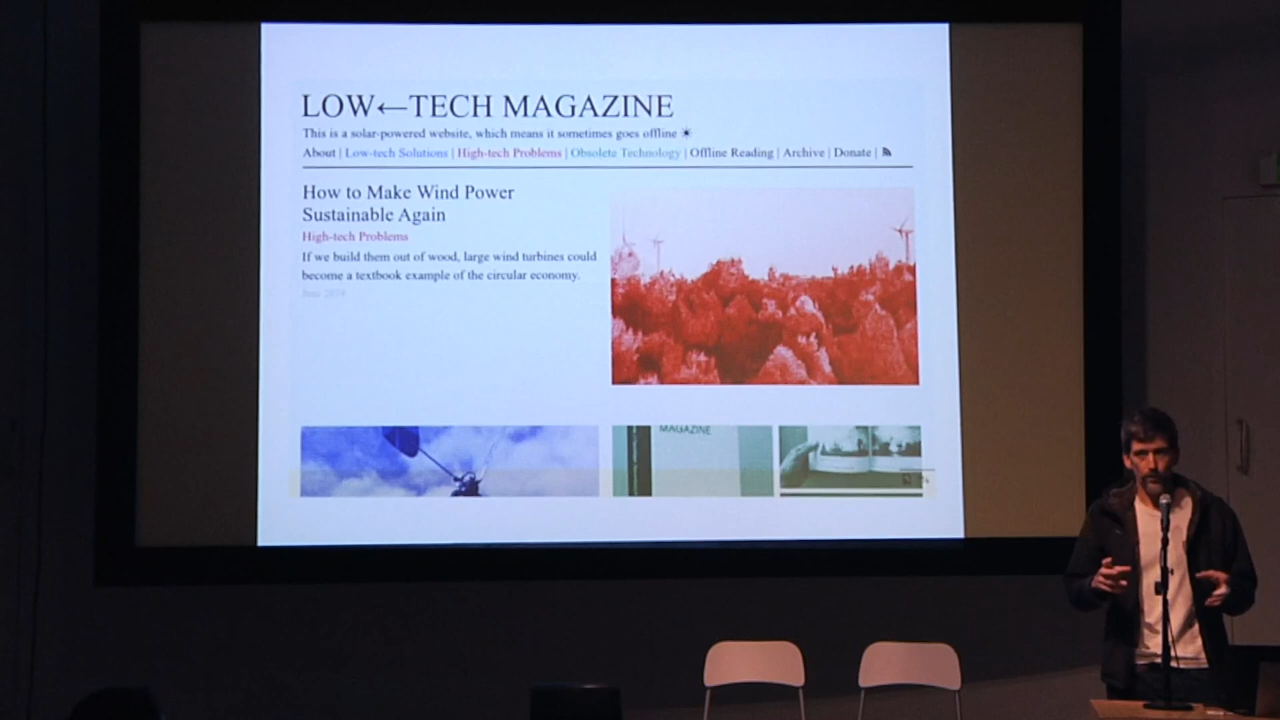 LOW←TECH MAGAZINE
This is a solar-powered website, which means it sometimes goes offline ☀
About | Low-tech Solutions | High-tech Problems | Obsolete Technology | Offline Reading | Archive | Donate |
How to Make Wind Power
Sustainable Again
High-tech Problems
If we build them out of wood, large wind turbines could
become a textbook example of the circular economy.
June 2019
MAGAZINE